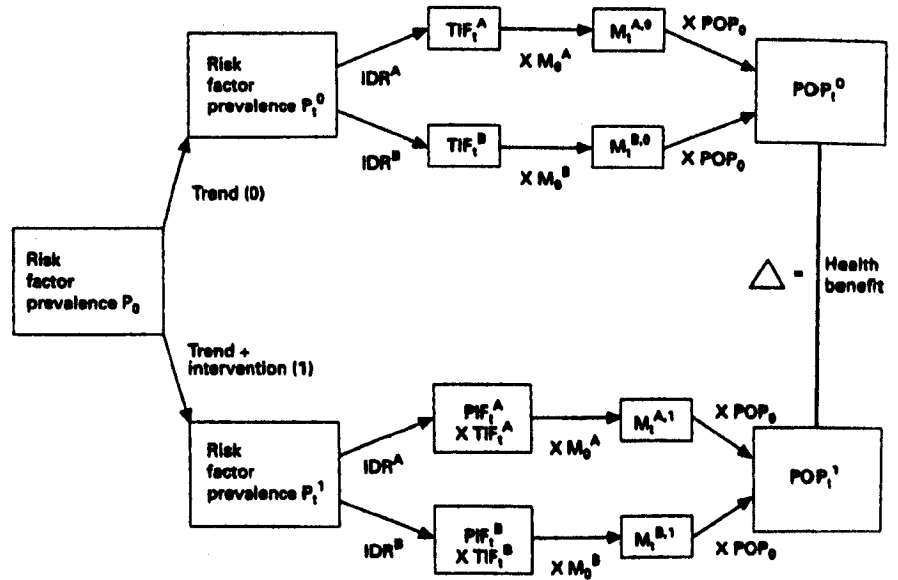 Risk
factor
prevalence P₀
Trend (0)
Risk
factor
prevalence Pₜ⁰
IDRᴬ
TIFₜᴬ
X M₀ᴬ
Mₜᴬ·⁰
X POP₀
IDRᴮ
TIFₜᴮ
X M₀ᴮ
Mₜᴮ·⁰
X POP₀
POPₜ⁰
△ =
Health
benefit
Trend +
intervention (1)
Risk
factor
prevalence Pₜ¹
IDRᴬ
PIFₜᴬ
X TIFₜᴬ
X M₀ᴬ
Mₜᴬ·¹
X POP₀
IDRᴮ
PIFₜᴮ
X TIFₜᴮ
X M₀ᴮ
Mₜᴮ·¹
X POP₀
POPₜ¹